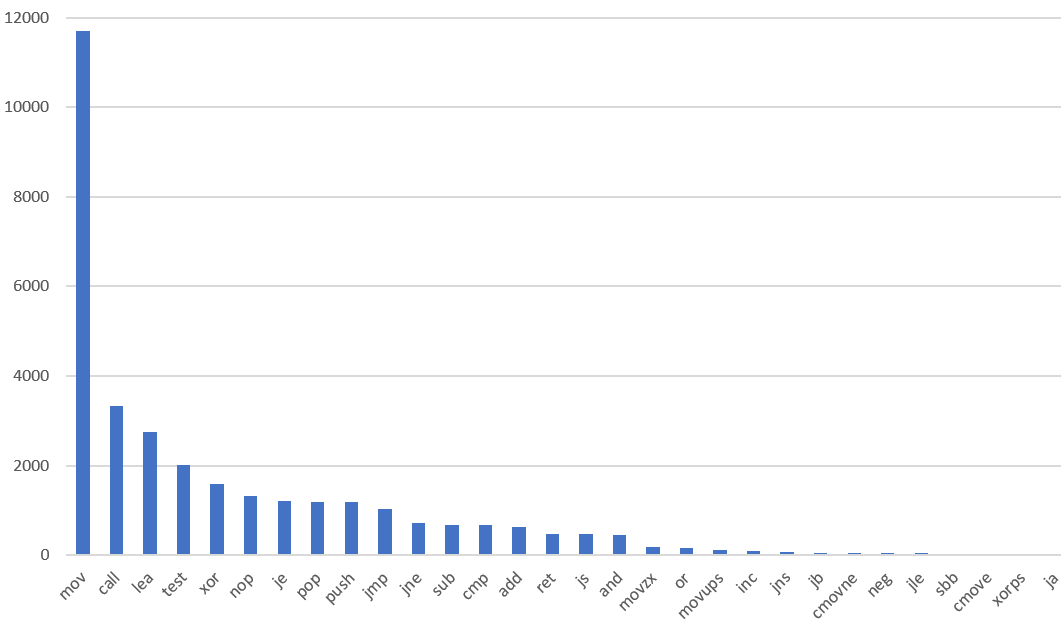 12000
10000
8000
6000
4000
2000
0
mov
call
lea
test
xor
nop
je
pop
push
jmp
jne
sub
cmp
add
ret
js
and
movzx
or
movups
inc
jns
jb
cmovne
neg
jle
sbb
cmove
xorps
ja